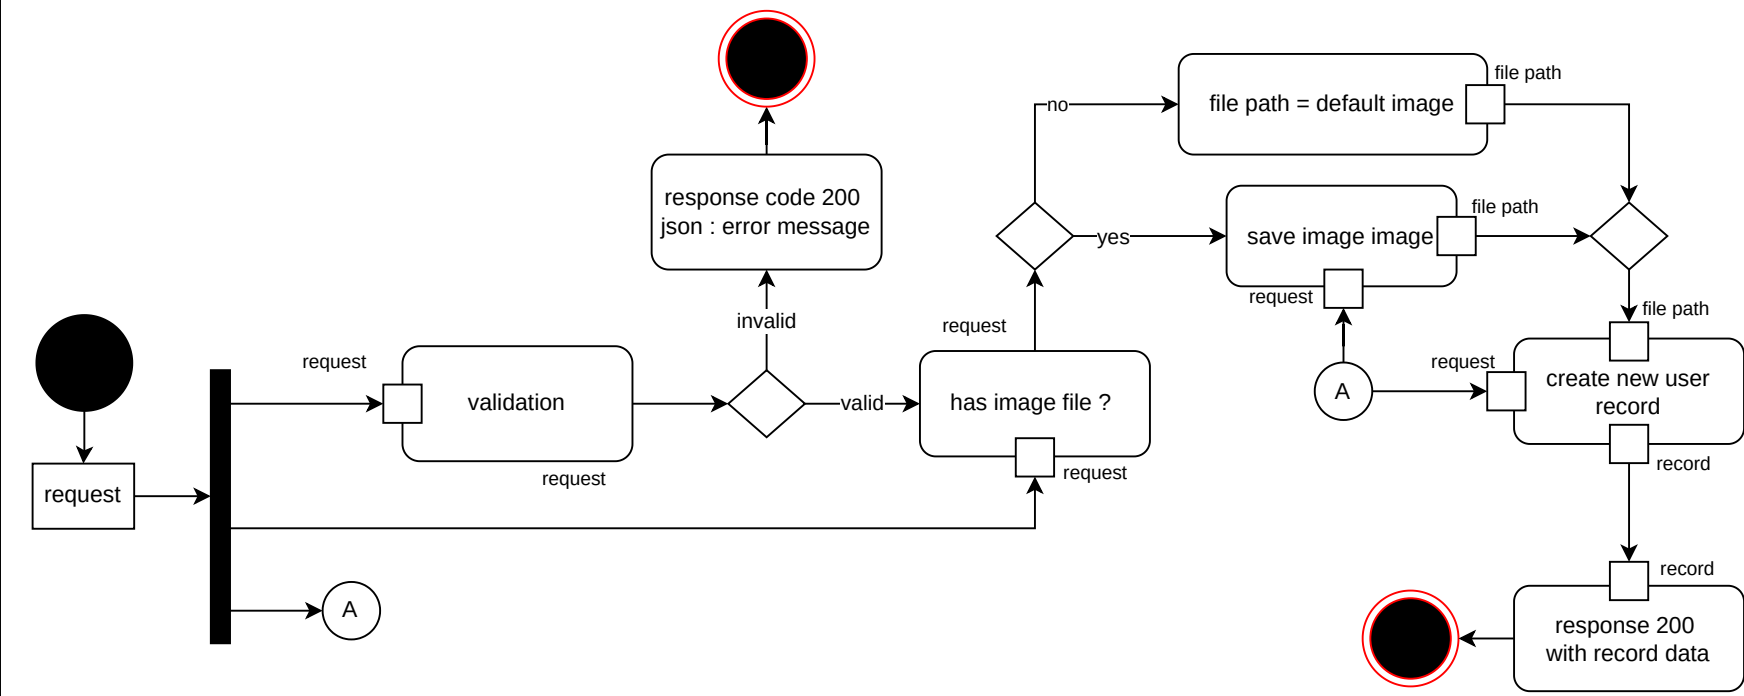 file path
no
file path = default image
response code 200
json : error message
file path
yes
save image image
request
invalid
request
file path
request
request
valid
validation
has image file ?
A
create new user
record
request
request
record
request
record
A
response 200
with record data